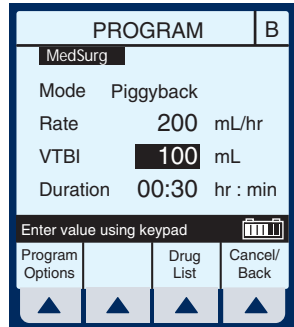 PROGRAM B
MedSurg
Mode Piggyback
Rate 200 mL/hr
VTBI 100 mL
Duration 00:30 hr : min
Enter value using keypad
Program Options
Drug List
Cancel/ Back